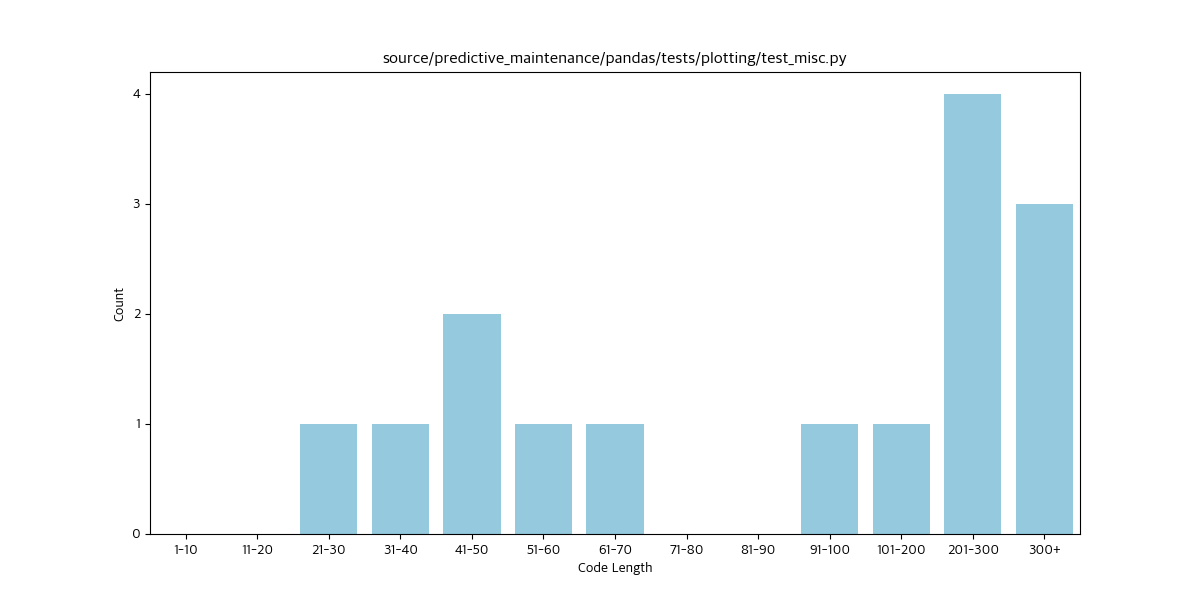 source/predictive_maintenance/pandas/tests/plotting/test_misc.py
4
3
2
1
0
Count
1-10 11-20 21-30 31-40 41-50 51-60 61-70 71-80 81-90 91-100 101-200 201-300 300+
Code Length